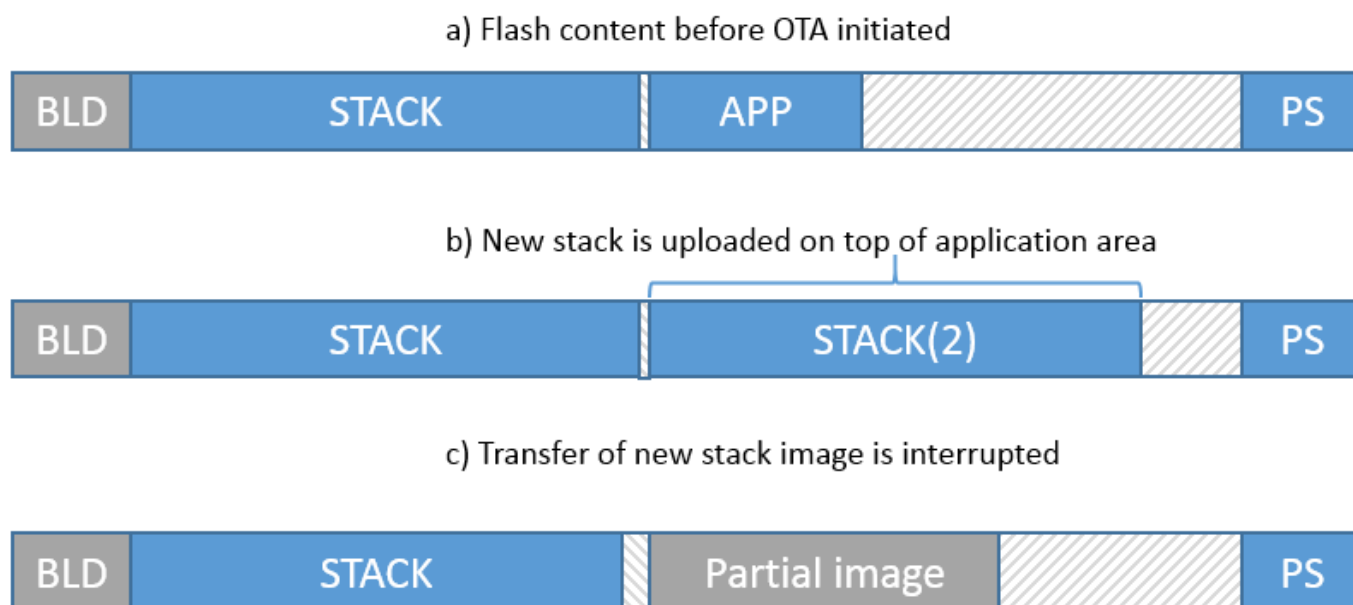 a) Flash content before OTA initiated
BLD STACK APP PS
b) New stack is uploaded on top of application area
BLD STACK STACK(2) PS
c) Transfer of new stack image is interrupted
BLD STACK Partial image PS